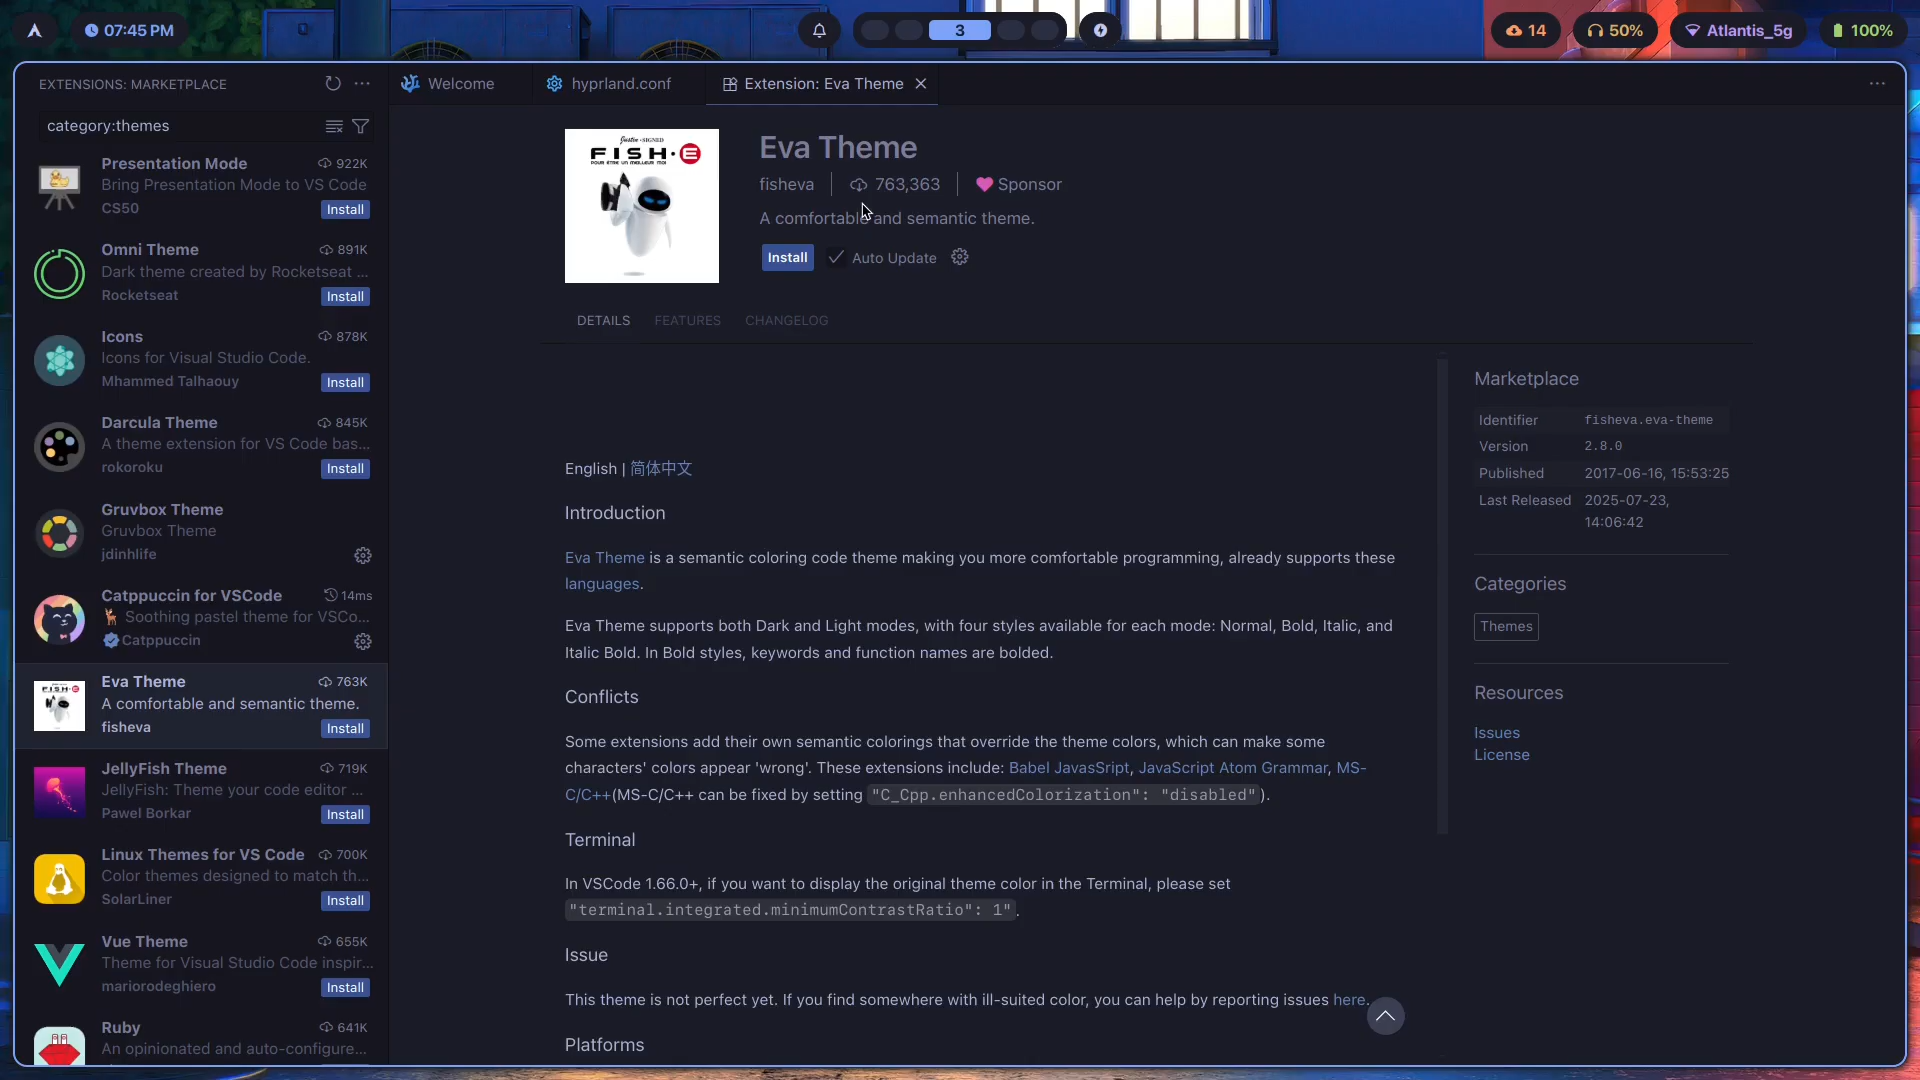 07:45 PM
3
14
50%
Atlantis_5g
100%
EXTENSIONS: MARKETPLACE
category:themes
Presentation Mode 922K
Bring Presentation Mode to VS Code
CS50 Install
Omni Theme 891K
Dark theme created by Rocketseat ...
Rocketseat Install
Icons 878K
Icons for Visual Studio Code.
Mhammed Talhaouy Install
Darcula Theme 845K
A theme extension for VS Code bas...
rokoroku Install
Gruvbox Theme
Gruvbox Theme
jdinhlife
Catppuccin for VSCode 14ms
🦌 Soothing pastel theme for VSCo...
Catppuccin
Eva Theme 763K
A comfortable and semantic theme.
fisheva Install
JellyFish Theme 719K
JellyFish: Theme your code editor ...
Pawel Borkar Install
Linux Themes for VS Code 700K
Color themes designed to match th...
SolarLiner Install
Vue Theme 655K
Theme for Visual Studio Code inspir...
mariorodeghiero Install
Ruby 641K
An opinionated and auto-configure...
Welcome
hyprland.conf
Extension: Eva Theme
Justin · SIGNED
FISH·E
POUR ÊTRE UN MEILLEUR MOI
Eva Theme
fisheva 763,363 Sponsor
A comfortable and semantic theme.
Install Auto Update
DETAILS FEATURES CHANGELOG
English | 简体中文
Introduction
Eva Theme is a semantic coloring code theme making you more comfortable programming, already supports these
languages.
Eva Theme supports both Dark and Light modes, with four styles available for each mode: Normal, Bold, Italic, and
Italic Bold. In Bold styles, keywords and function names are bolded.
Conflicts
Some extensions add their own semantic colorings that override the theme colors, which can make some
characters' colors appear 'wrong'. These extensions include: Babel JavasSript, JavaScript Atom Grammar, MS-
C/C++(MS-C/C++ can be fixed by setting "C_Cpp.enhancedColorization": "disabled").
Terminal
In VSCode 1.66.0+, if you want to display the original theme color in the Terminal, please set
"terminal.integrated.minimumContrastRatio": 1".
Issue
This theme is not perfect yet. If you find somewhere with ill-suited color, you can help by reporting issues here.
Platforms
Marketplace
Identifier fisheva.eva-theme
Version 2.8.0
Published 2017-06-16, 15:53:25
Last Released 2025-07-23,
14:06:42
Categories
Themes
Resources
Issues
License